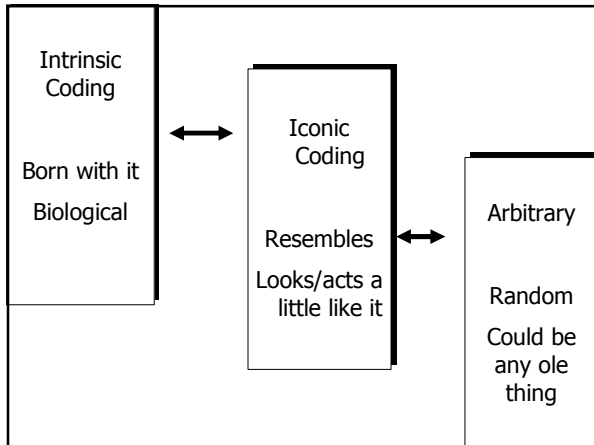 Intrinsic
Coding
Born with it
Biological
Iconic
Coding
Resembles
Looks/acts a
little like it
Arbitrary
Random
Could be
any ole
thing